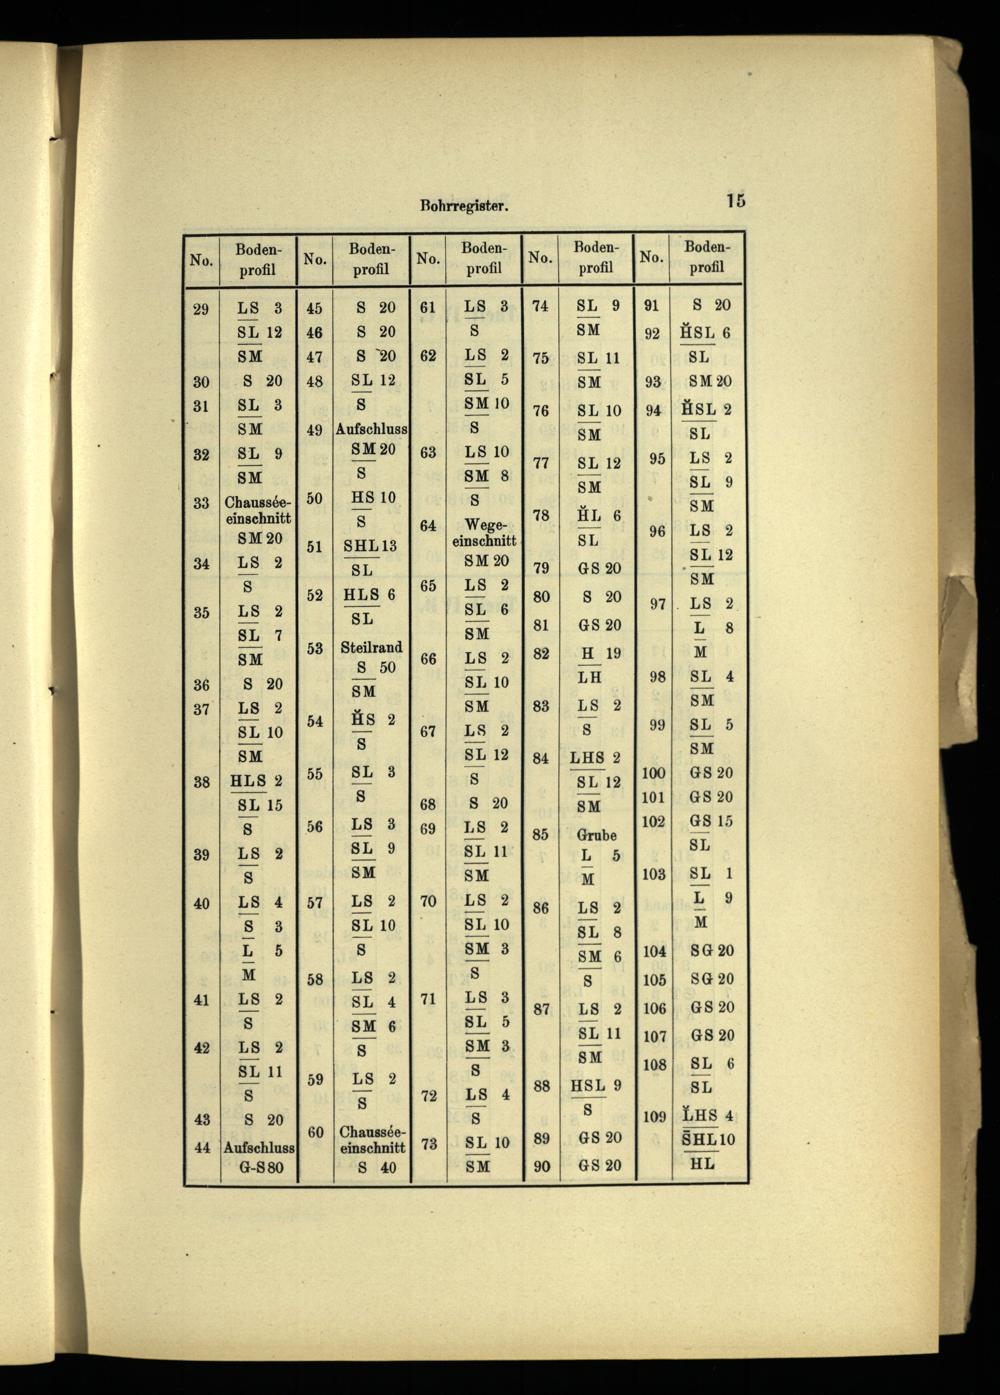 Bohrregister.
15
No. Boden-
profil
No. Boden-
profil
No. Boden-
profil
No. Boden-
profil
No. Boden-
profil
29 LS 3
SL 12
SM
30 S 20
31 SL 3
SM
32 SL 9
SM
33 Chaussée-
einschnitt
SM 20
34 LS 2
S
35 LS 2
SL 7
SM
36 S 20
37 LS 2
SL 10
SM
38 HLS 2
SL 15
S
39 LS 2
S
40 LS 4
S 3
L 5
M
41 LS 2
S
42 LS 2
SL 11
S
43 S 20
44 Aufschluss
G-S 80
45 S 20
46 S 20
47 S 20
48 SL 12
S
49 Aufschluss
SM 20
S
50 HS 10
S
51 SHL 13
SL
52 HLS 6
SL
53 Steilrand
S 50
SM
54 H̆S 2
S
55 SL 3
S
56 LS 3
SL 9
SM
57 LS 2
SL 10
S
58 LS 2
SL 4
SM 6
S
59 LS 2
S
60 Chaussée-
einschnitt
S 40
61 LS 3
S
62 LS 2
SL 5
SM 10
S
63 LS 10
SM 8
S
64 Wege-
einschnitt
SM 20
65 LS 2
SL 6
SM
66 LS 2
SL 10
SM
67 LS 2
SL 12
S
68 S 20
69 LS 2
SL 11
SM
70 LS 2
SL 10
SM 3
S
71 LS 3
SL 5
SM 3
S
72 LS 4
S
73 SL 10
SM
74 SL 9
SM
75 SL 11
SM
76 SL 10
SM
77 SL 12
SM
78 H̆L 6
SL
79 GS 20
80 S 20
81 GS 20
82 H 19
LH
83 LS 2
S
84 LHS 2
SL 12
SM
85 Grube
L 5
M
86 LS 2
SL 8
SM 6
S
87 LS 2
SL 11
SM
88 HSL 9
S
89 GS 20
90 GS 20
91 S 20
92 H̆SL 6
SL
93 SM 20
94 H̆SL 2
SL
95 LS 2
SL 9
SM
96 LS 2
SL 12
SM
97 LS 2
L 8
M
98 SL 4
SM
99 SL 5
SM
100 GS 20
101 GS 20
102 GS 15
SL
103 SL 1
L 9
M
104 SG 20
105 SG 20
106 GS 20
107 GS 20
108 SL 6
SL
109 L̆HS 4
S̄HL 10
HL